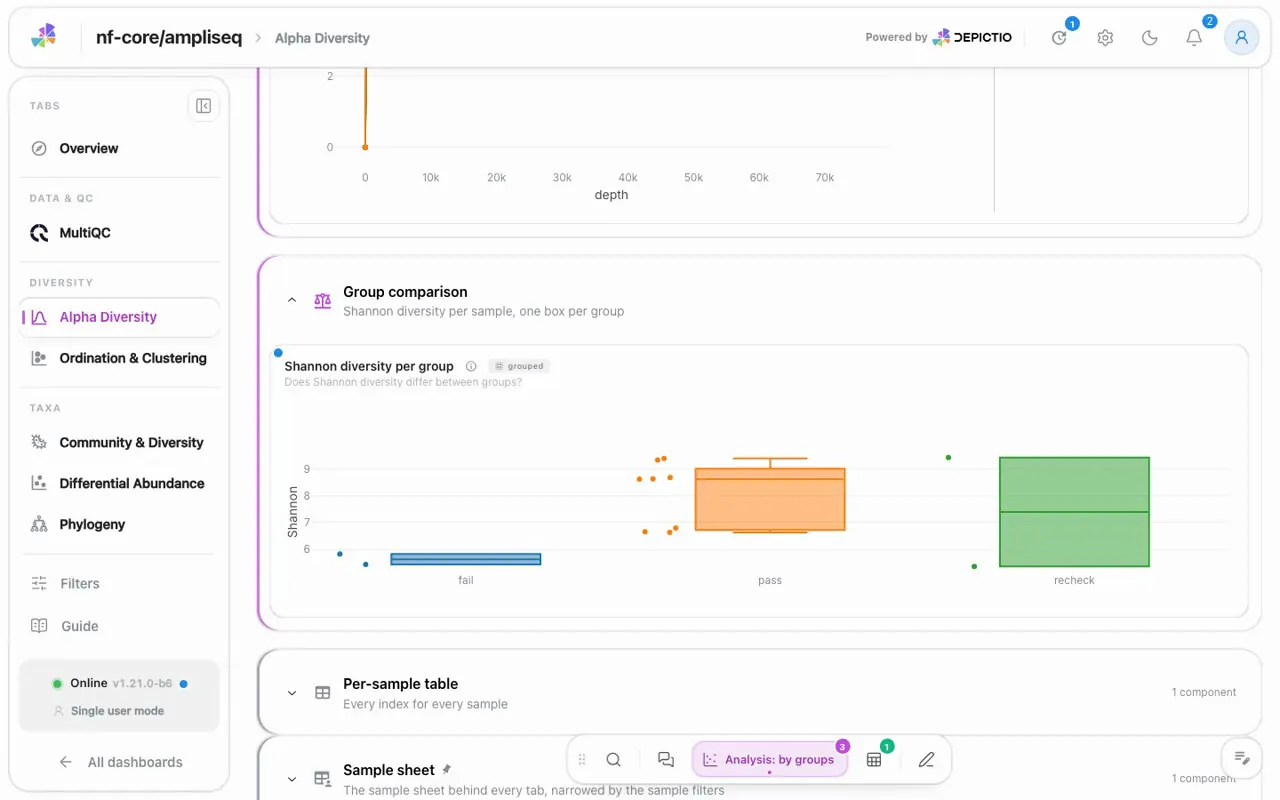 nf-core/ampliseq
Alpha Diversity
Powered by DEPICTIO
1
2
TABS
Overview
DATA & QC
MultiQC
DIVERSITY
Alpha Diversity
Ordination & Clustering
TAXA
Community & Diversity
Differential Abundance
Phylogeny
Filters
Guide
Online v1.21.0-b6
Single user mode
All dashboards
2
0
0 10k 20k 30k 40k 50k 60k 70k
depth
Group comparison
Shannon diversity per sample, one box per group
Shannon diversity per group grouped
Does Shannon diversity differ between groups?
Shannon
9
8
7
6
fail pass recheck
Per-sample table
Every index for every sample
1 component
Sample sheet
The sample sheet behind every tab, narrowed by the sample filters
1 component
Analysis: by groups
3
1